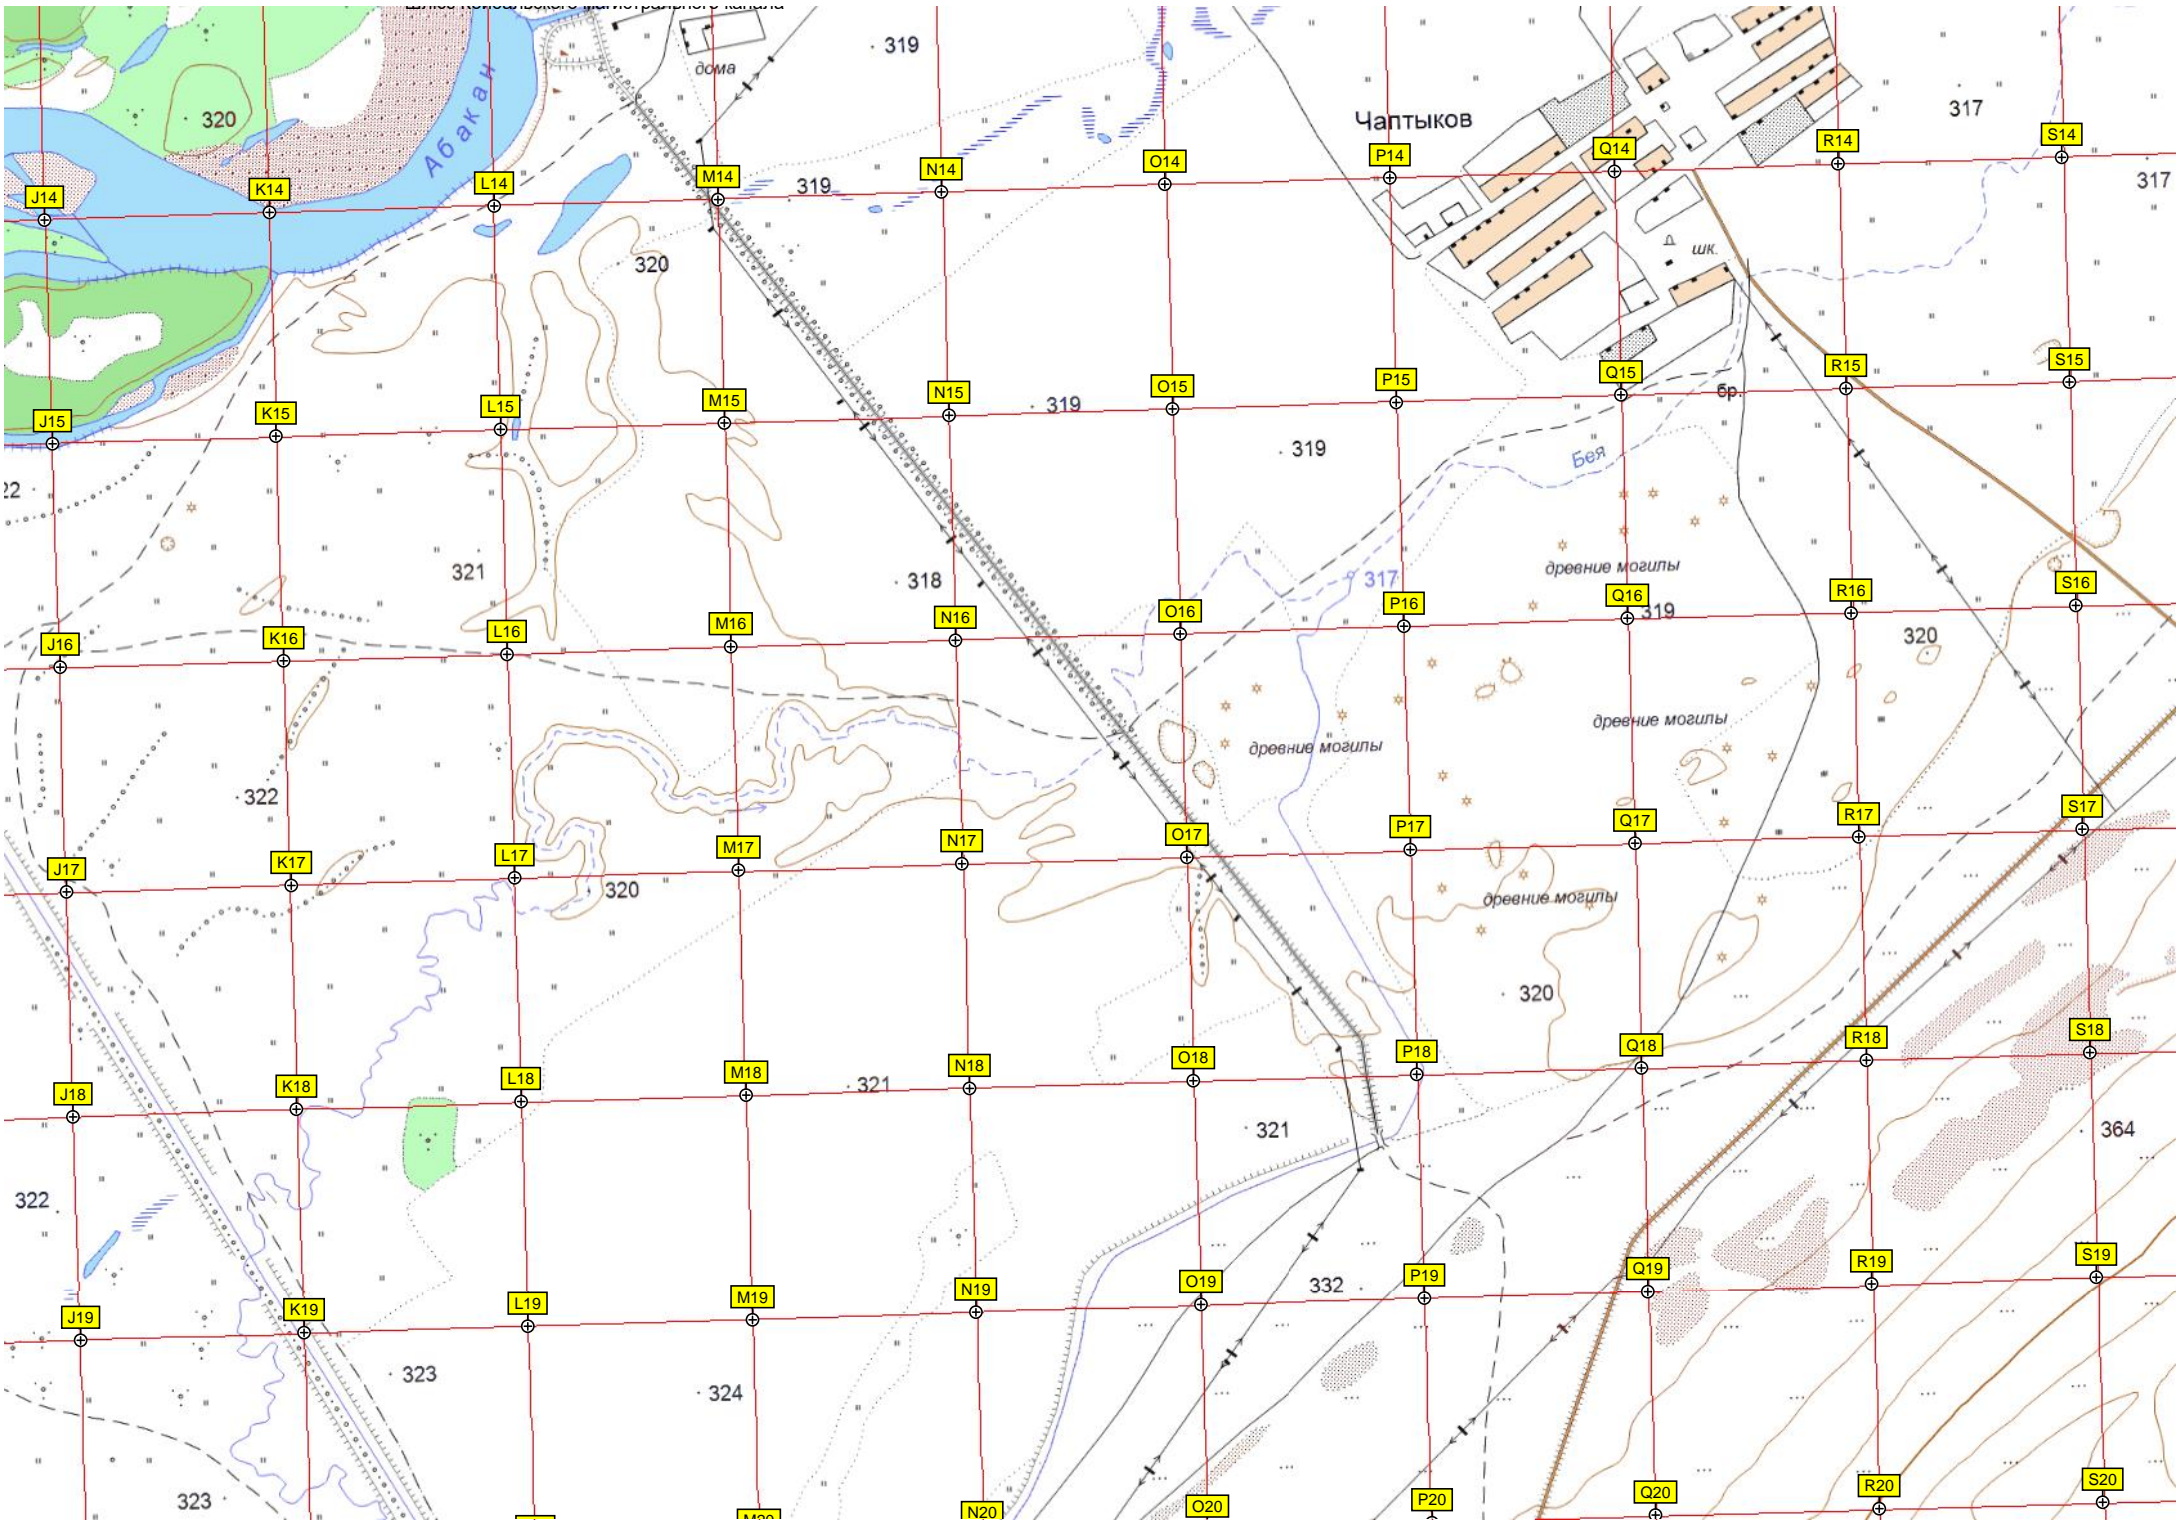 Шлюз Койбальского магистрального канала
319
дома
320
Абакан
Чаптыков
317
J14
K14
L14
M14
319
N14
O14
P14
Q14
R14
S14
317
320
шк.
J15
K15
L15
M15
N15
319
O15
P15
Q15
бр.
R15
S15
319
Бея
22
321
318
317
древние могилы
J16
K16
L16
M16
N16
O16
P16
Q16
319
R16
320
S16
древние могилы
древние могилы
322
J17
K17
L17
M17
N17
O17
P17
Q17
R17
S17
320
древние могилы
320
J18
K18
L18
M18
321
N18
O18
P18
Q18
R18
S18
321
364
322
J19
K19
L19
M19
N19
O19
332
P19
Q19
R19
S19
323
324
323
N20
O20
P20
Q20
R20
S20